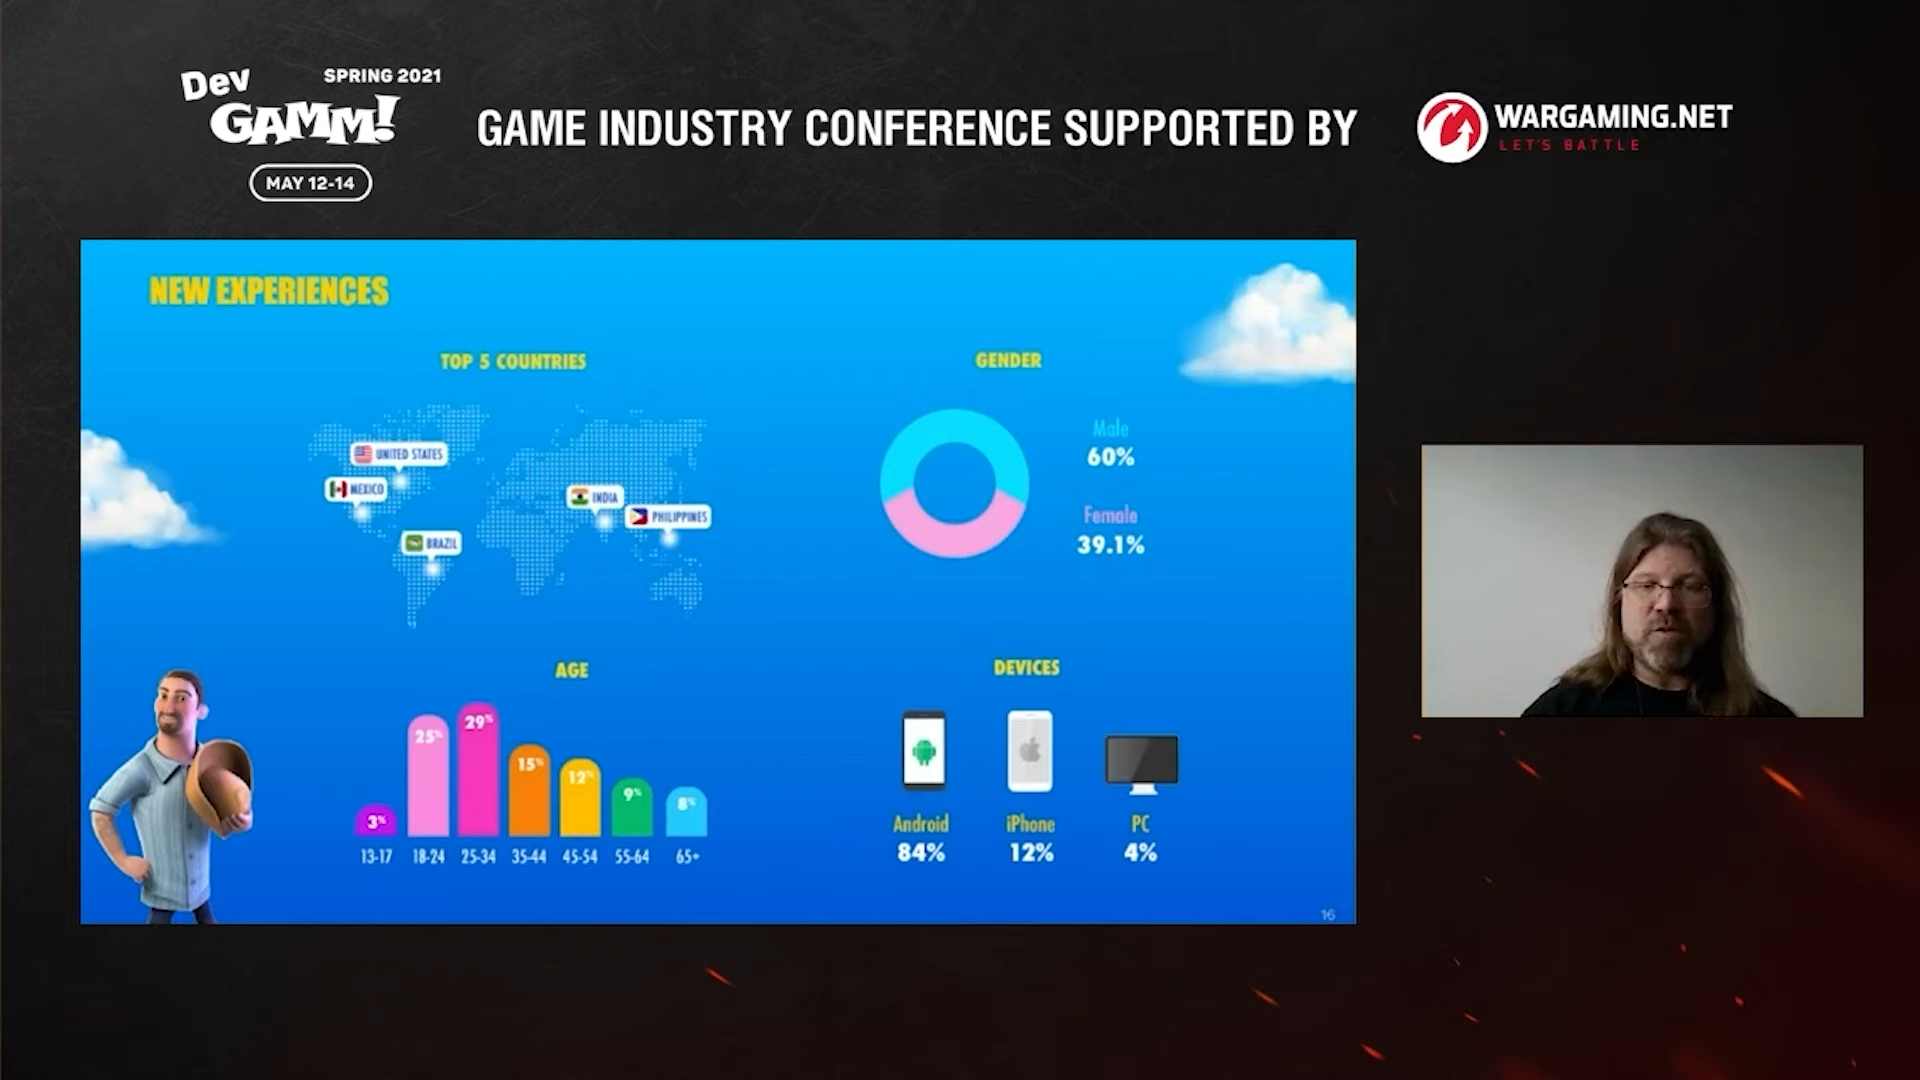 Dev
GAMM!
SPRING 2021
MAY 12-14
GAME INDUSTRY CONFERENCE SUPPORTED BY
WARGAMING.NET
LET'S BATTLE
NEW EXPERIENCES
TOP 5 COUNTRIES
UNITED STATES
MEXICO
BRAZIL
INDIA
PHILIPPINES
GENDER
Male
60%
Female
39.1%
AGE
3%
25%
29%
15%
12%
9%
8%
13-17
18-24
25-34
35-44
45-54
55-64
65+
DEVICES
Android
84%
iPhone
12%
PC
4%
16